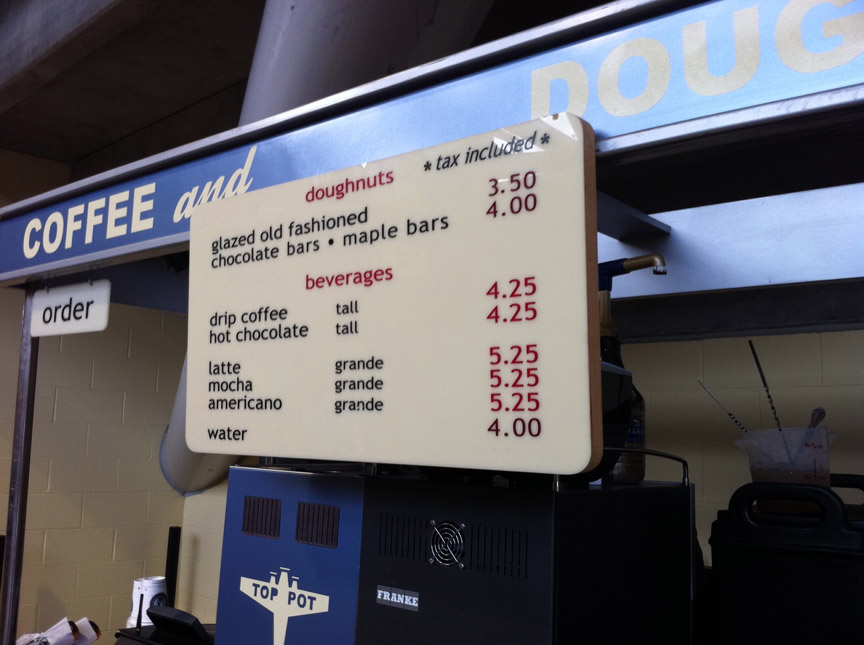 COFFEE and DOUG
order
* tax included *
doughnuts
glazed old fashioned 3.50
chocolate bars • maple bars 4.00
beverages
drip coffee tall 4.25
hot chocolate tall 4.25
latte grande 5.25
mocha grande 5.25
americano grande 5.25
water 4.00
TOP POT
FRANKE